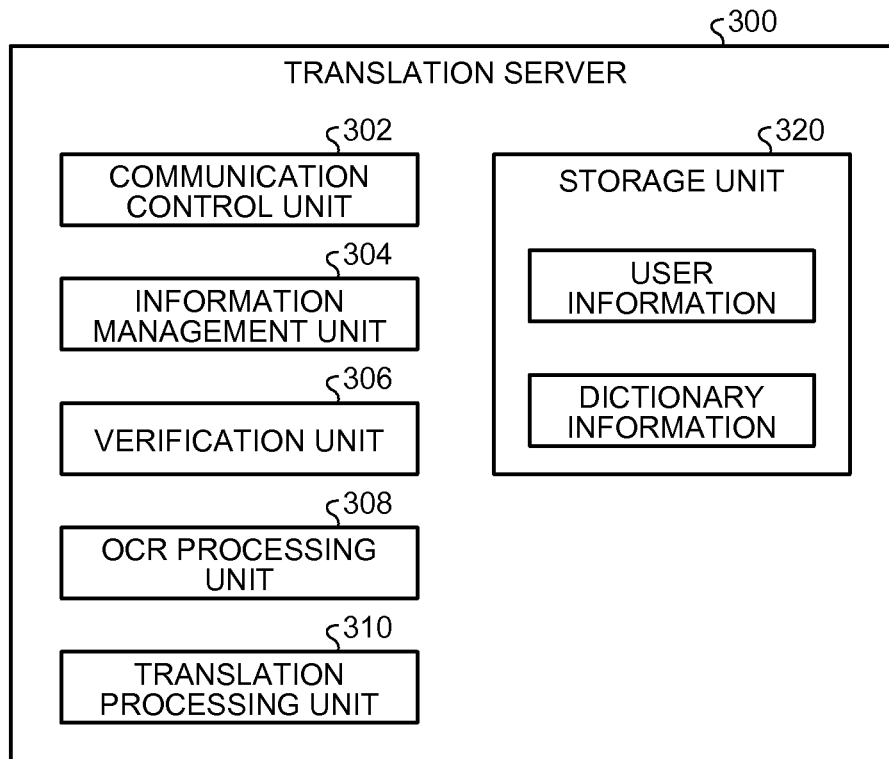 300
TRANSLATION SERVER
302
COMMUNICATION
CONTROL UNIT
304
INFORMATION
MANAGEMENT UNIT
306
VERIFICATION UNIT
308
OCR PROCESSING
UNIT
310
TRANSLATION
PROCESSING UNIT
320
STORAGE UNIT
USER
INFORMATION
DICTIONARY
INFORMATION